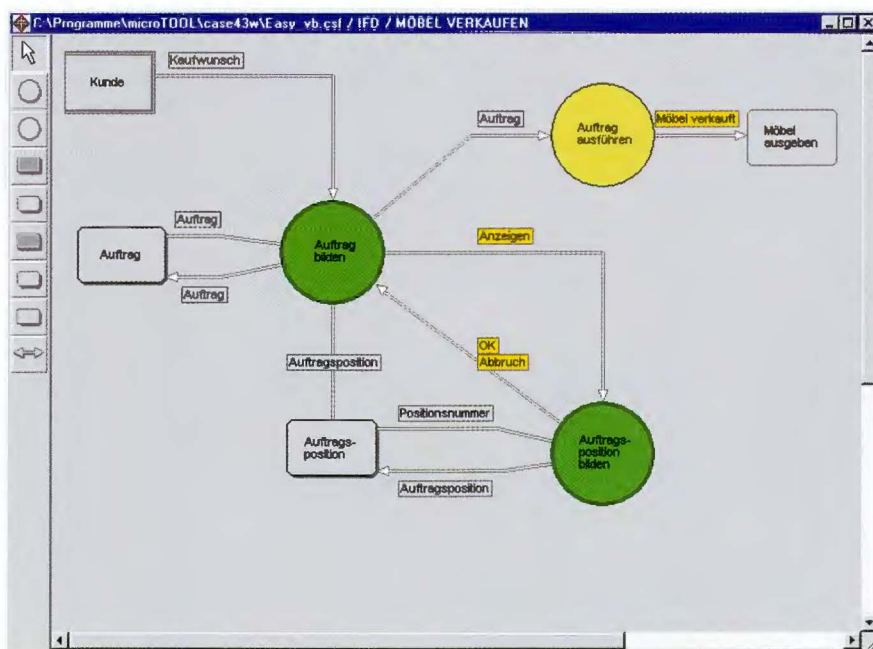 C:\Programme\microTOOL\case43w\Easy_vb.csf / IFD / MÖBEL VERKAUFEN
Kunde
Kaufwunsch
Auftrag
Auftrag
ausführen
Möbel verkauft
Möbel
ausgeben
Auftrag
Auftrag
Auftrag
bilden
Anzeigen
Auftrag
OK
Abbruch
Auftragsposition
Auftrags-
position
Positionsnummer
Auftrags-
position
bilden
Auftragsposition